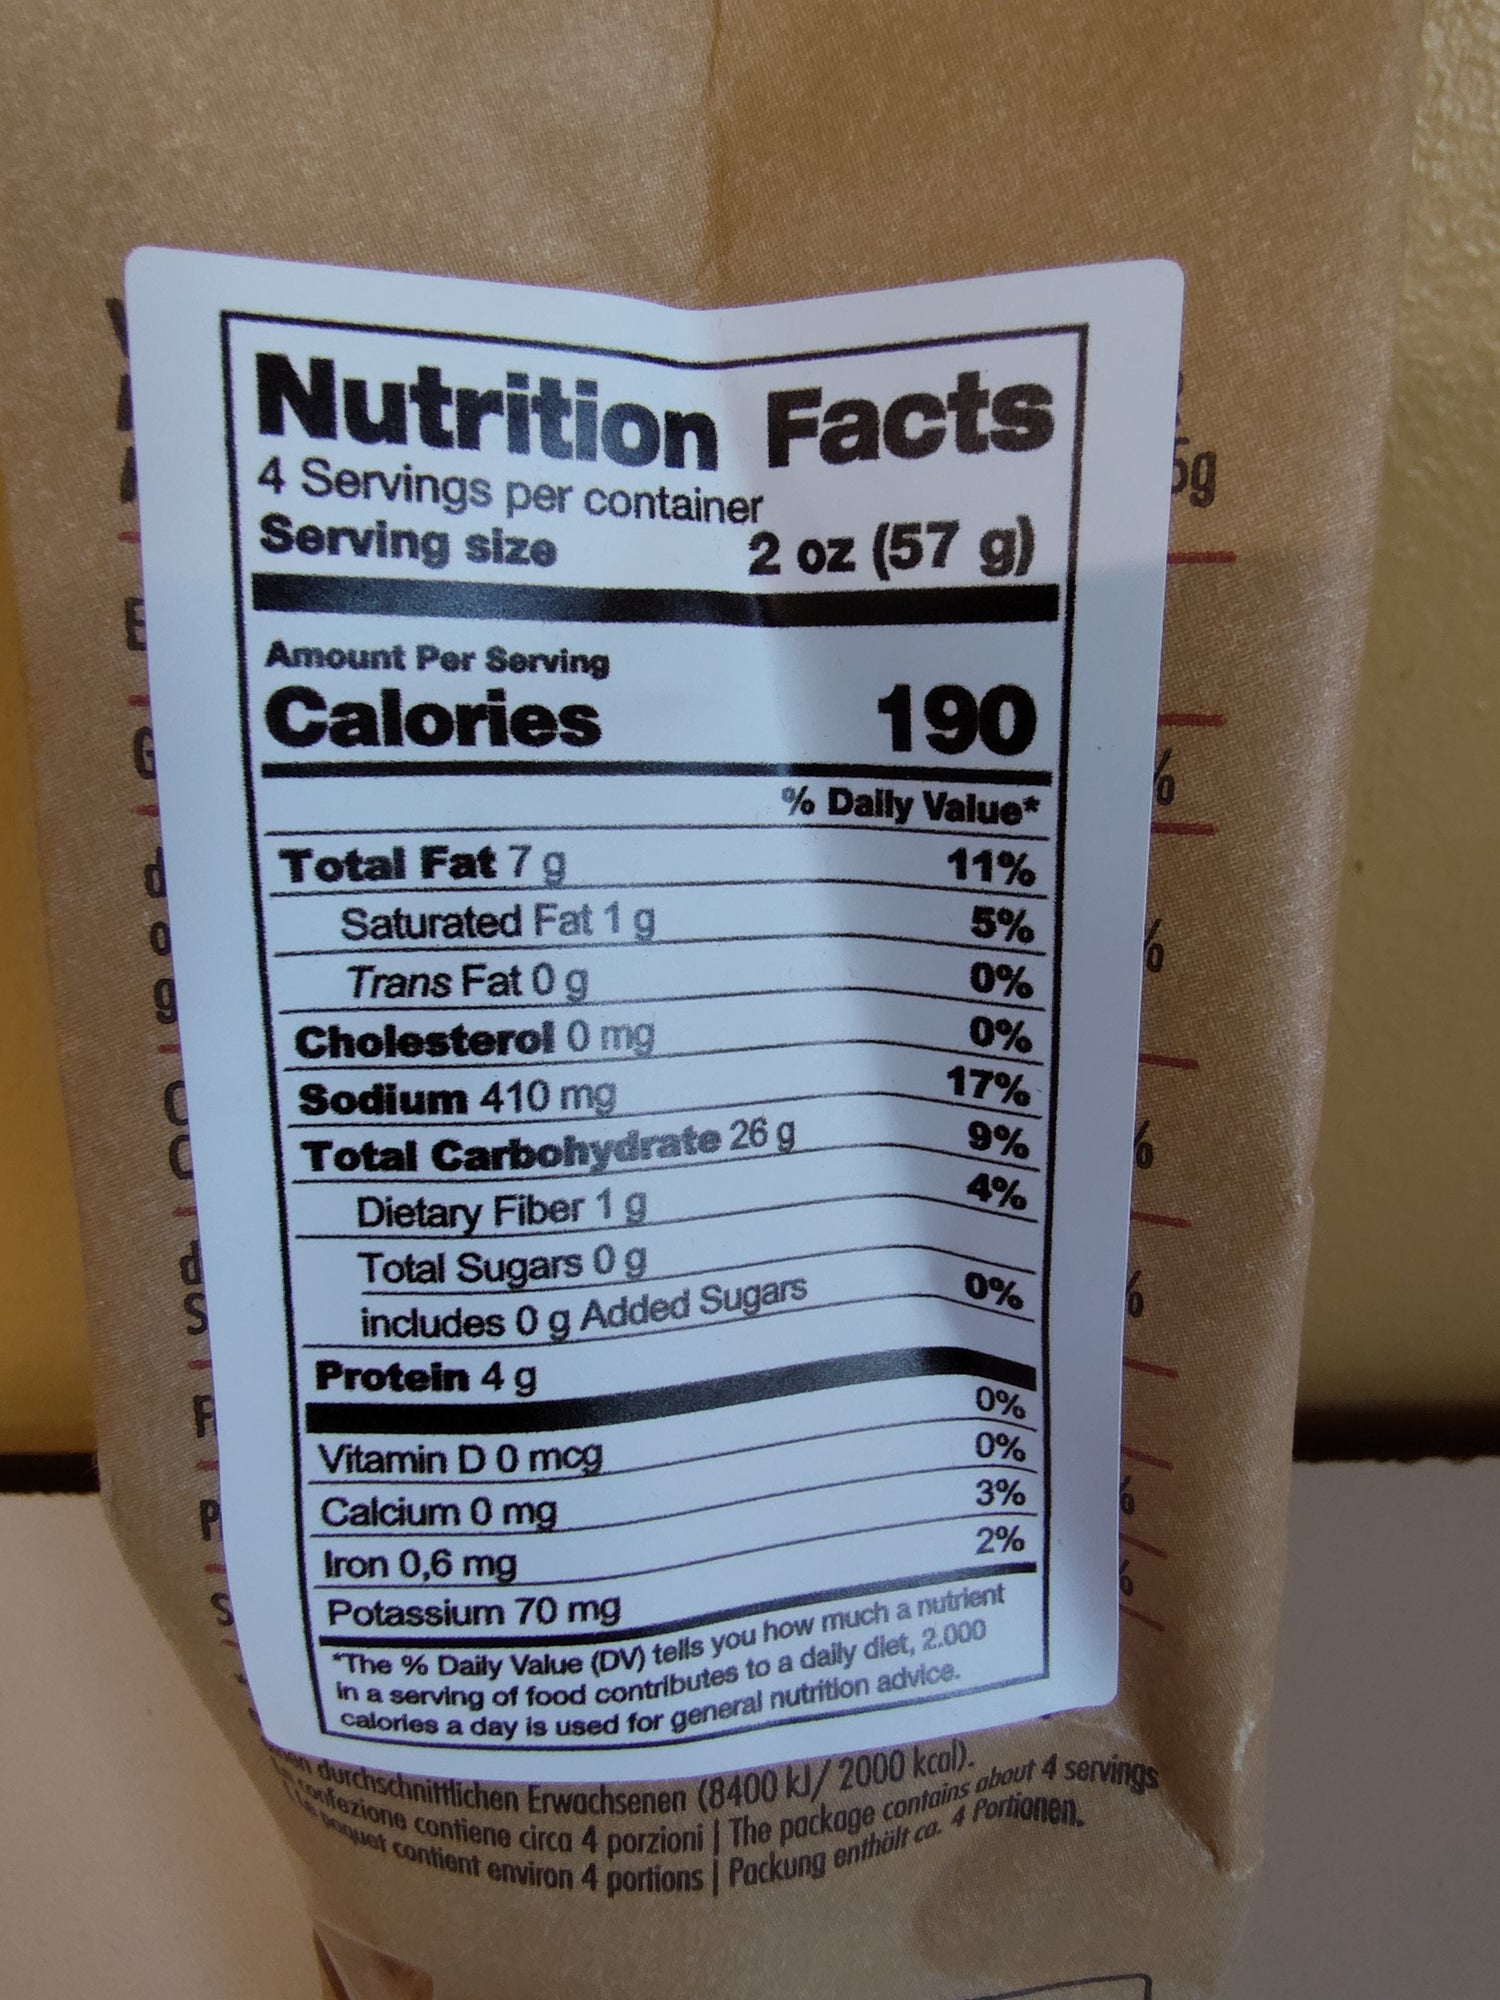 Nutrition Facts
4 Servings per container
Serving size 2 oz (57 g)
Amount Per Serving
Calories 190
% Daily Value*
Total Fat 7 g 11%
Saturated Fat 1 g 5%
Trans Fat 0 g 0%
Cholesterol 0 mg 0%
Sodium 410 mg 17%
Total Carbohydrate 26 g 9%
Dietary Fiber 1 g 4%
Total Sugars 0 g
includes 0 g Added Sugars 0%
Protein 4 g
Vitamin D 0 mcg 0%
Calcium 0 mg 0%
Iron 0,6 mg 3%
Potassium 70 mg 2%
*The % Daily Value (DV) tells you how much a nutrient
in a serving of food contributes to a daily diet, 2.000
calories a day is used for general nutrition advice.
durchschnittlichen Erwachsenen (8400 kJ/ 2000 kcal).
confezione contiene circa 4 porzioni | The package contains about 4 servings
contient environ 4 portions | Packung enthält ca. 4 Portionen.